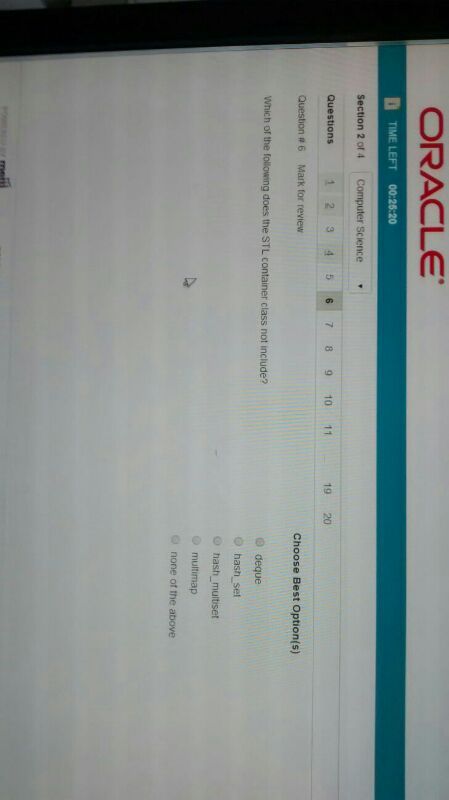 ORACLE
TIME LEFT 00:25:20
Section 2 of 4 Computer Science
Questions 1 2 3 4 5 6 7 8 9 10 11 ... 19 20
Question # 6 Mark for review
Choose Best Option(s)
Which of the following does the STL container class not include?
deque
hash_set
hash_multiset
multimap
none of the above
POWERED BY